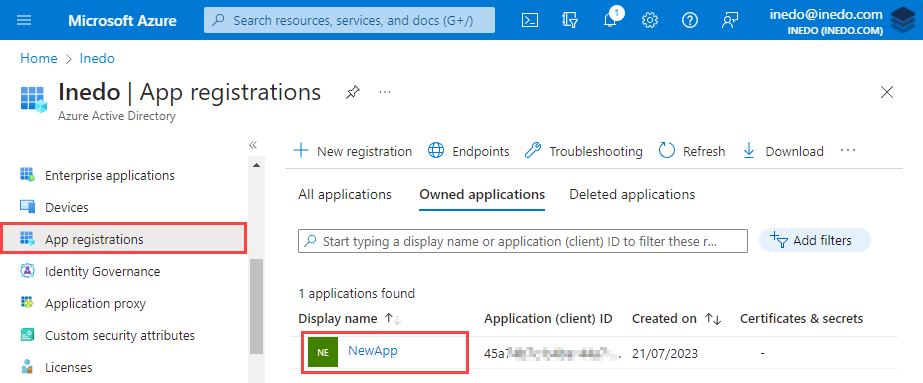 Microsoft Azure
Search resources, services, and docs (G+/)
1
inedo@inedo.com
INEDO (INEDO.COM)
Home > Inedo >
Inedo | App registrations
Azure Active Directory
Enterprise applications
Devices
App registrations
Identity Governance
Application proxy
Custom security attributes
Licenses
New registration Endpoints Troubleshooting Refresh Download
All applications Owned applications Deleted applications
Start typing a display name or application (client) ID to filter these r...
Add filters
1 applications found
Display name Application (client) ID Created on Certificates & secrets
NE NewApp 21/07/2023 -